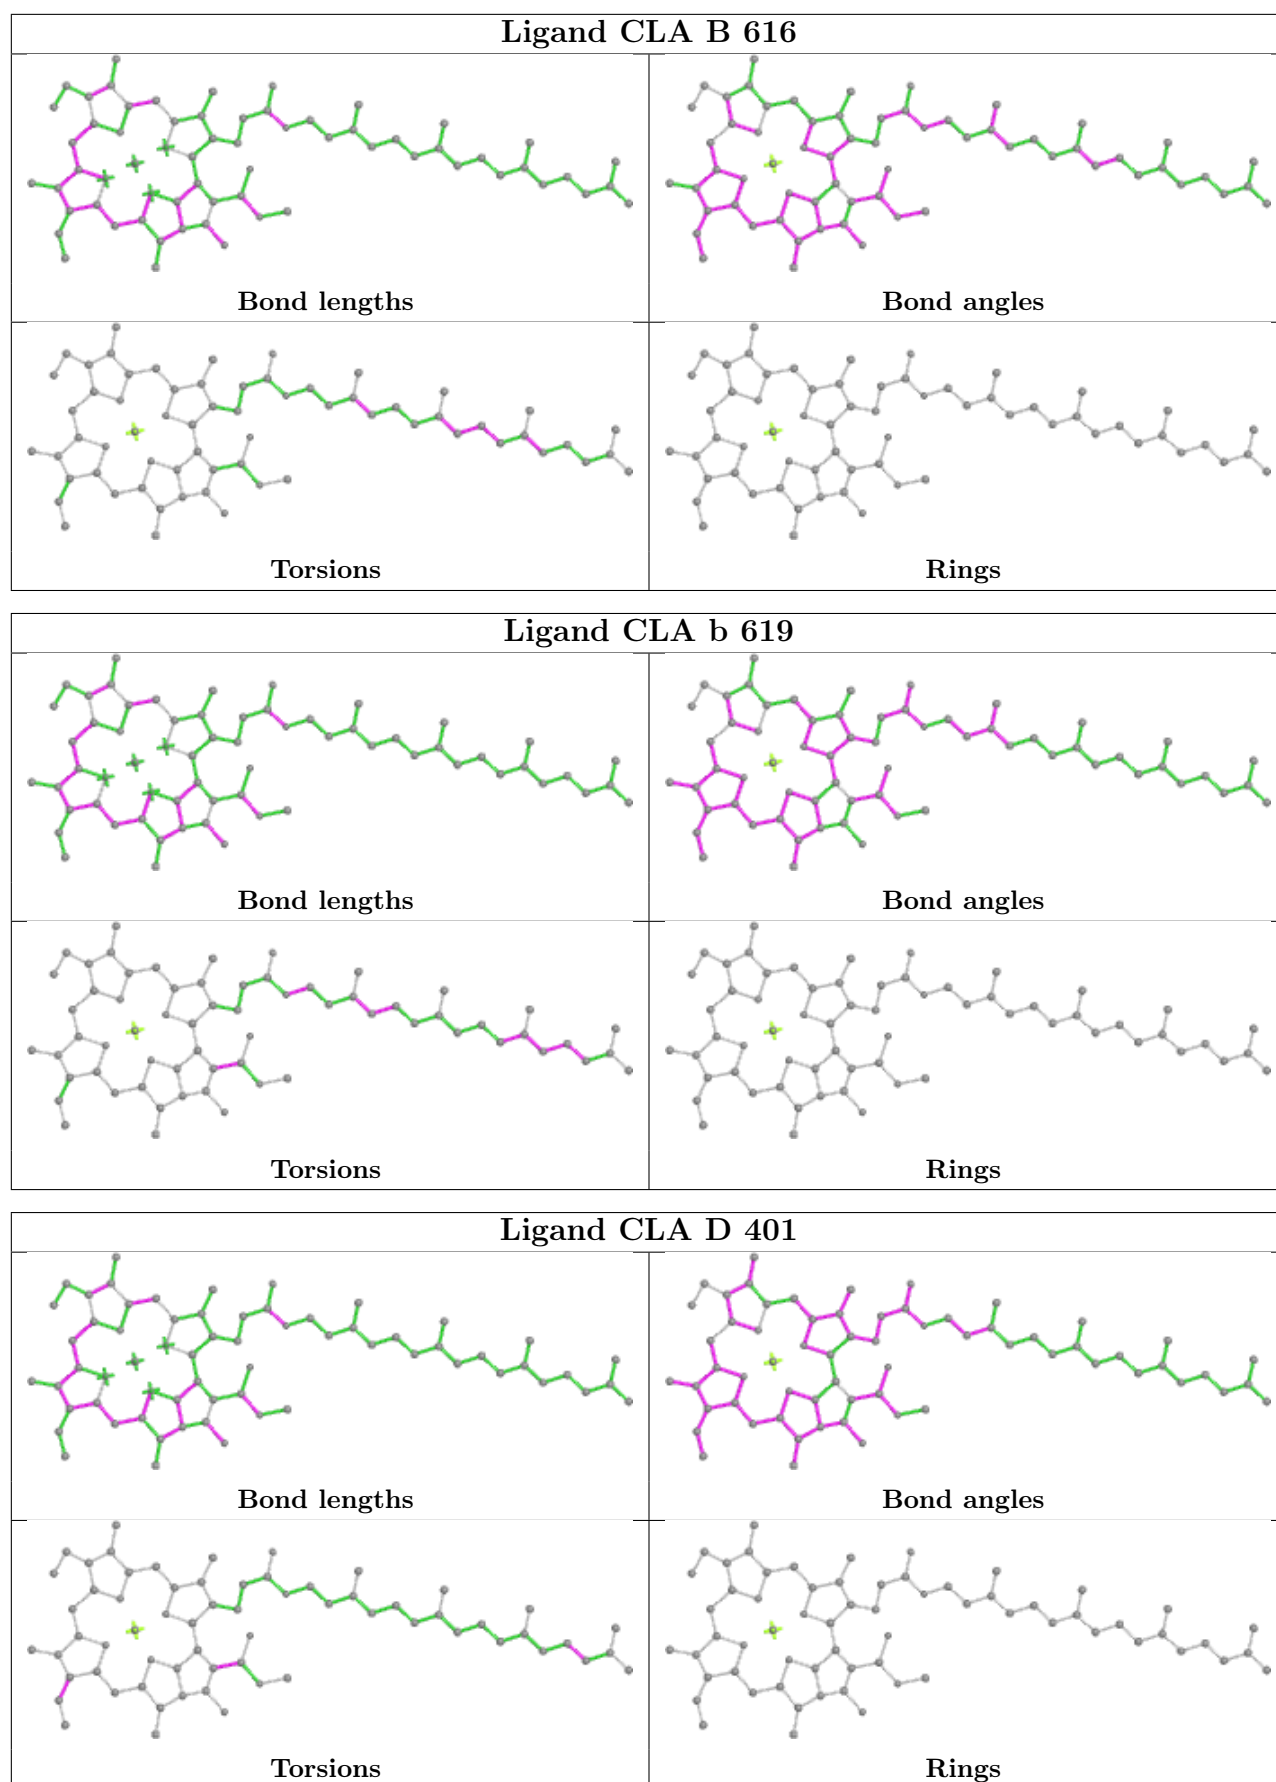 Ligand CLA B 616
Bond lengths
Bond angles
Torsions
Rings
Ligand CLA b 619
Bond lengths
Bond angles
Torsions
Rings
Ligand CLA D 401
Bond lengths
Bond angles
Torsions
Rings